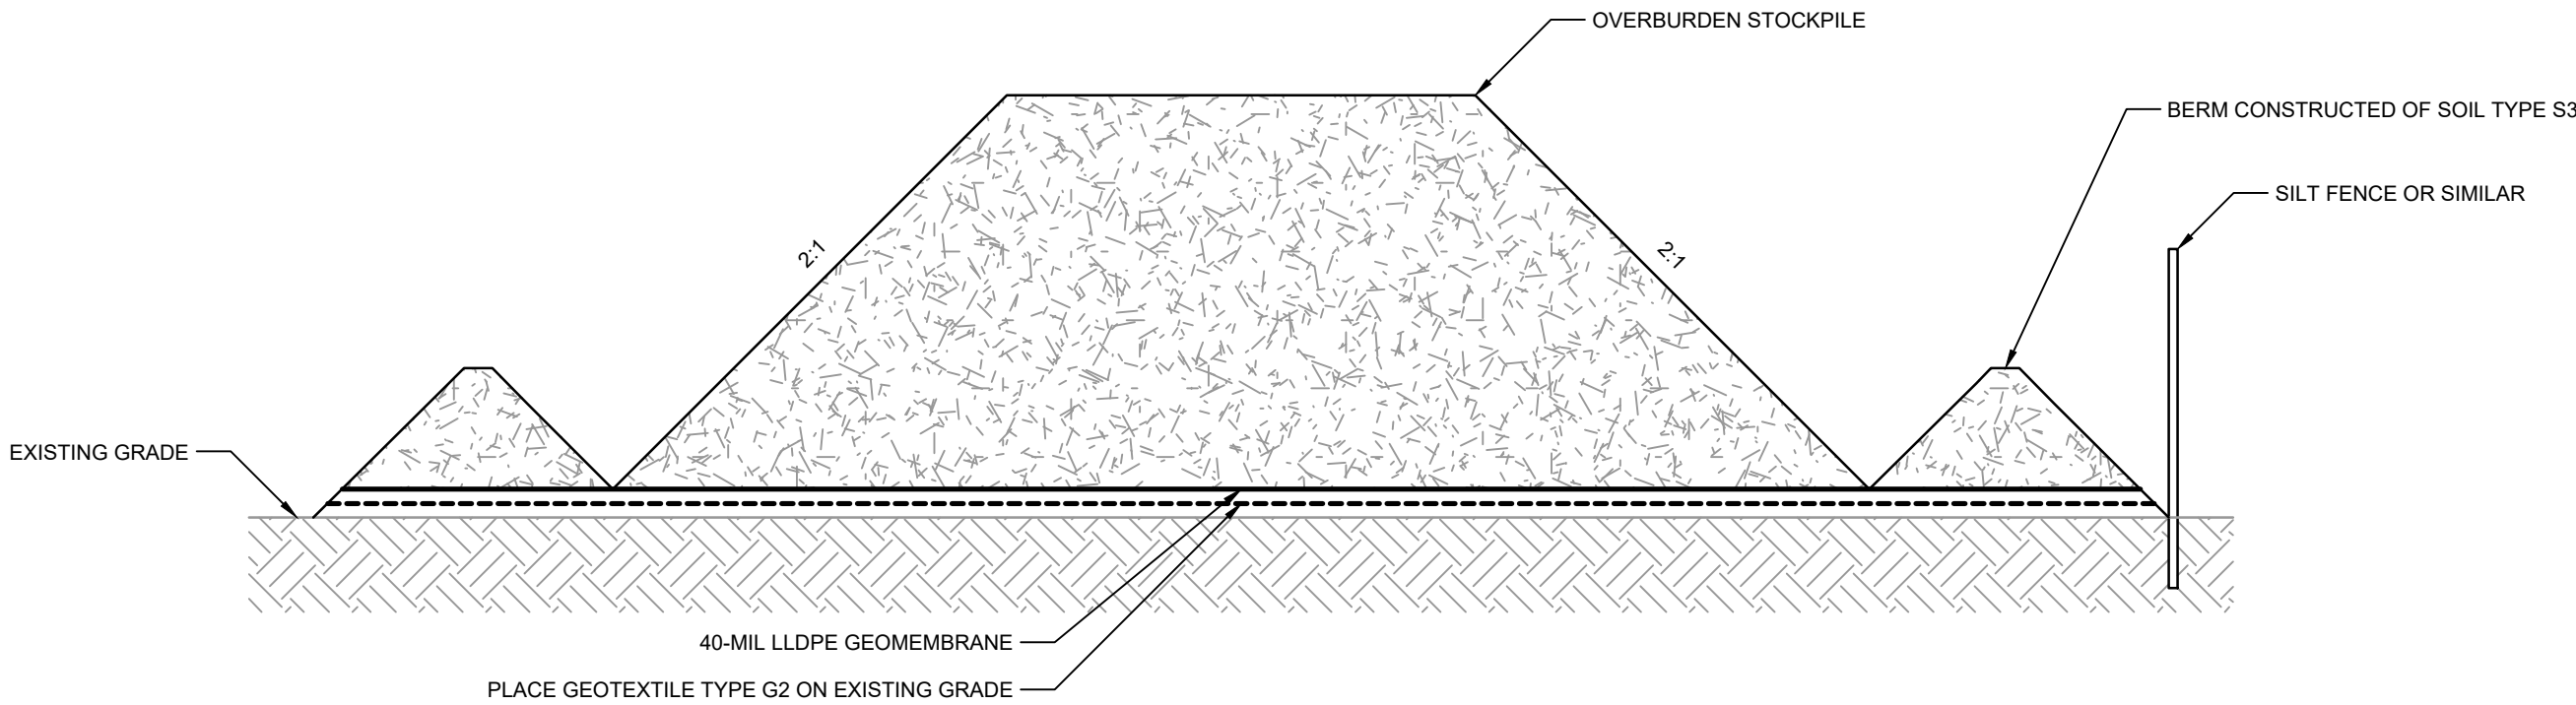 OVERBURDEN STOCKPILE
BERM CONSTRUCTED OF SOIL TYPE S3
SILT FENCE OR SIMILAR
2:1
2:1
EXISTING GRADE
40-MIL LLDPE GEOMEMBRANE
PLACE GEOTEXTILE TYPE G2 ON EXISTING GRADE